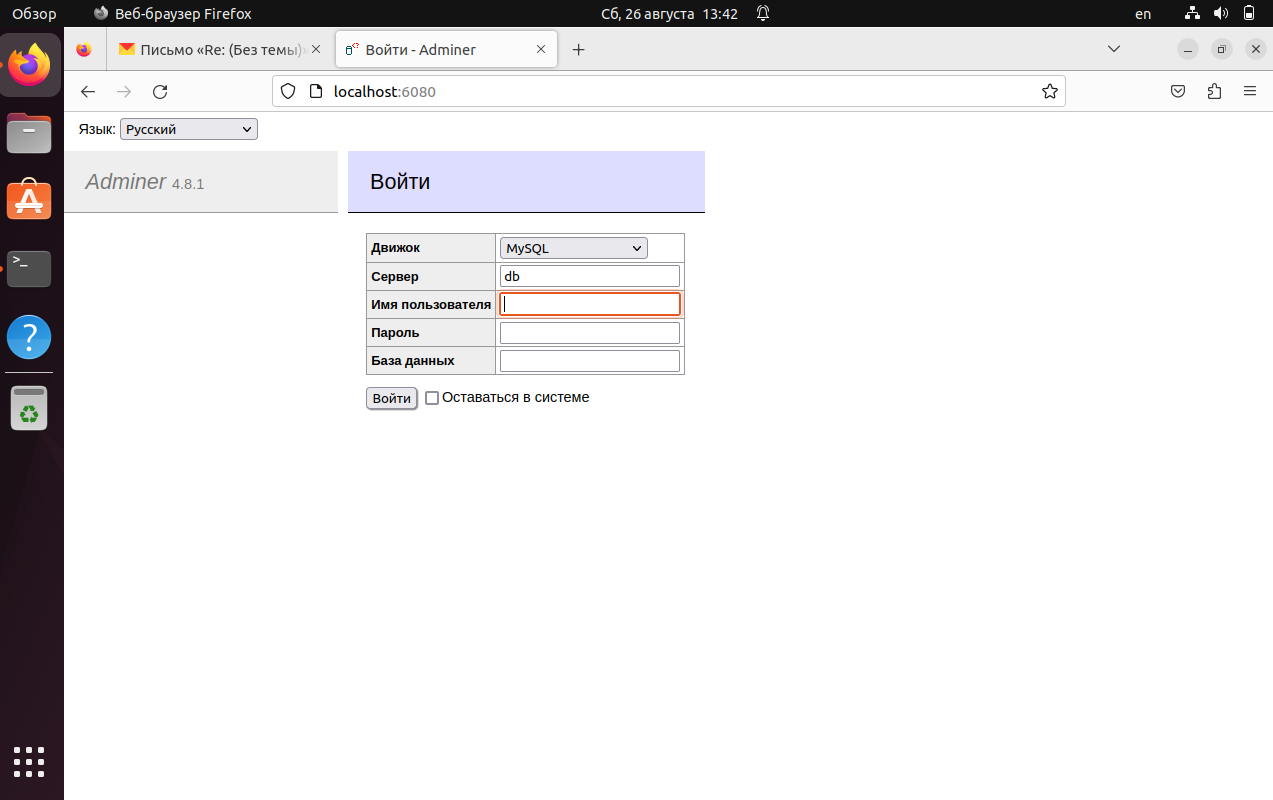 Обзор Веб-браузер Firefox Сб, 26 августа 13:42 en
Письмо «Re: (Без темы)» Войти - Adminer
localhost:6080
Язык: Русский
Adminer 4.8.1 Войти
Движок MySQL
Сервер db
Имя пользователя
Пароль
База данных
Войти Оставаться в системе